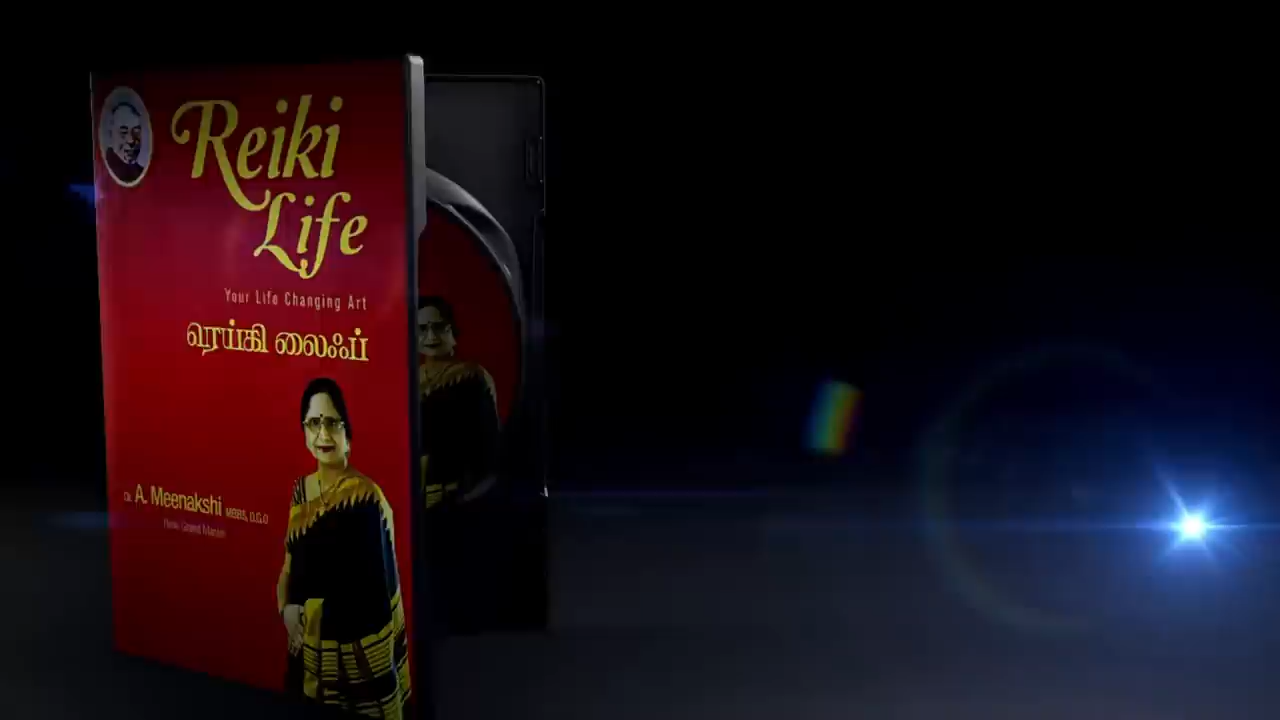 Reiki
Life
Your Life Changing Art
ரெய்கி லைஃப்
Dr. A. Meenakshi MBBS, D.G.O
Reiki Grand Master